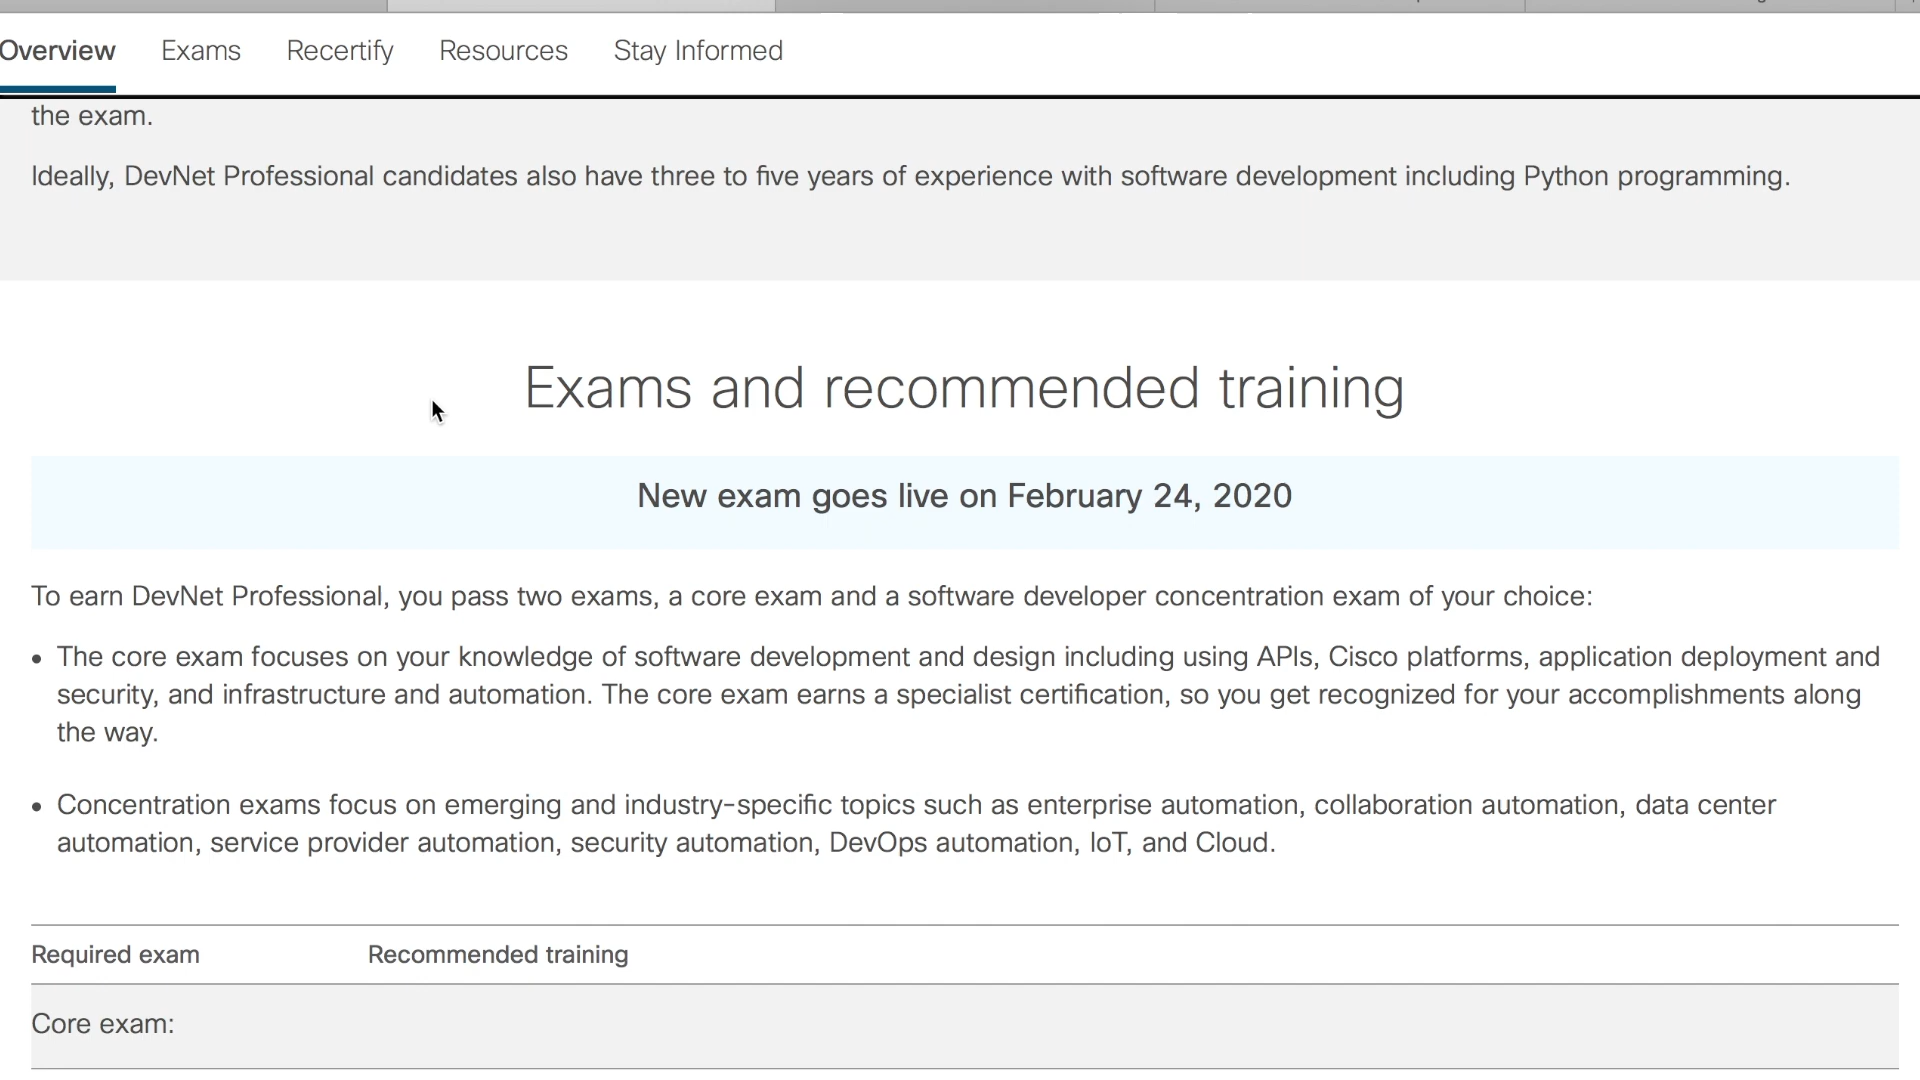 Overview Exams Recertify Resources Stay Informed
the exam.
Ideally, DevNet Professional candidates also have three to five years of experience with software development including Python programming.
Exams and recommended training
New exam goes live on February 24, 2020
To earn DevNet Professional, you pass two exams, a core exam and a software developer concentration exam of your choice:
• The core exam focuses on your knowledge of software development and design including using APIs, Cisco platforms, application deployment and
security, and infrastructure and automation. The core exam earns a specialist certification, so you get recognized for your accomplishments along
the way.
• Concentration exams focus on emerging and industry-specific topics such as enterprise automation, collaboration automation, data center
automation, service provider automation, security automation, DevOps automation, IoT, and Cloud.
Required exam Recommended training
Core exam: